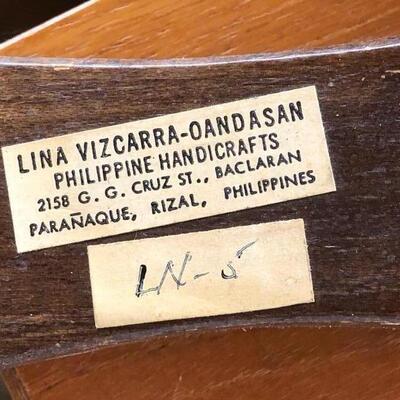 LINA VIZCARRA-OANDASAN
PHILIPPINE HANDICRAFTS
2158 G. G. CRUZ ST., BACLARAN
PARAÑAQUE, RIZAL, PHILIPPINES
LN-5